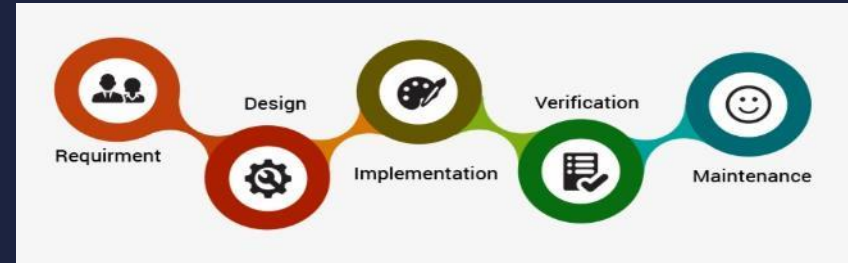 Requirment
Design
Implementation
Verification
Maintenance